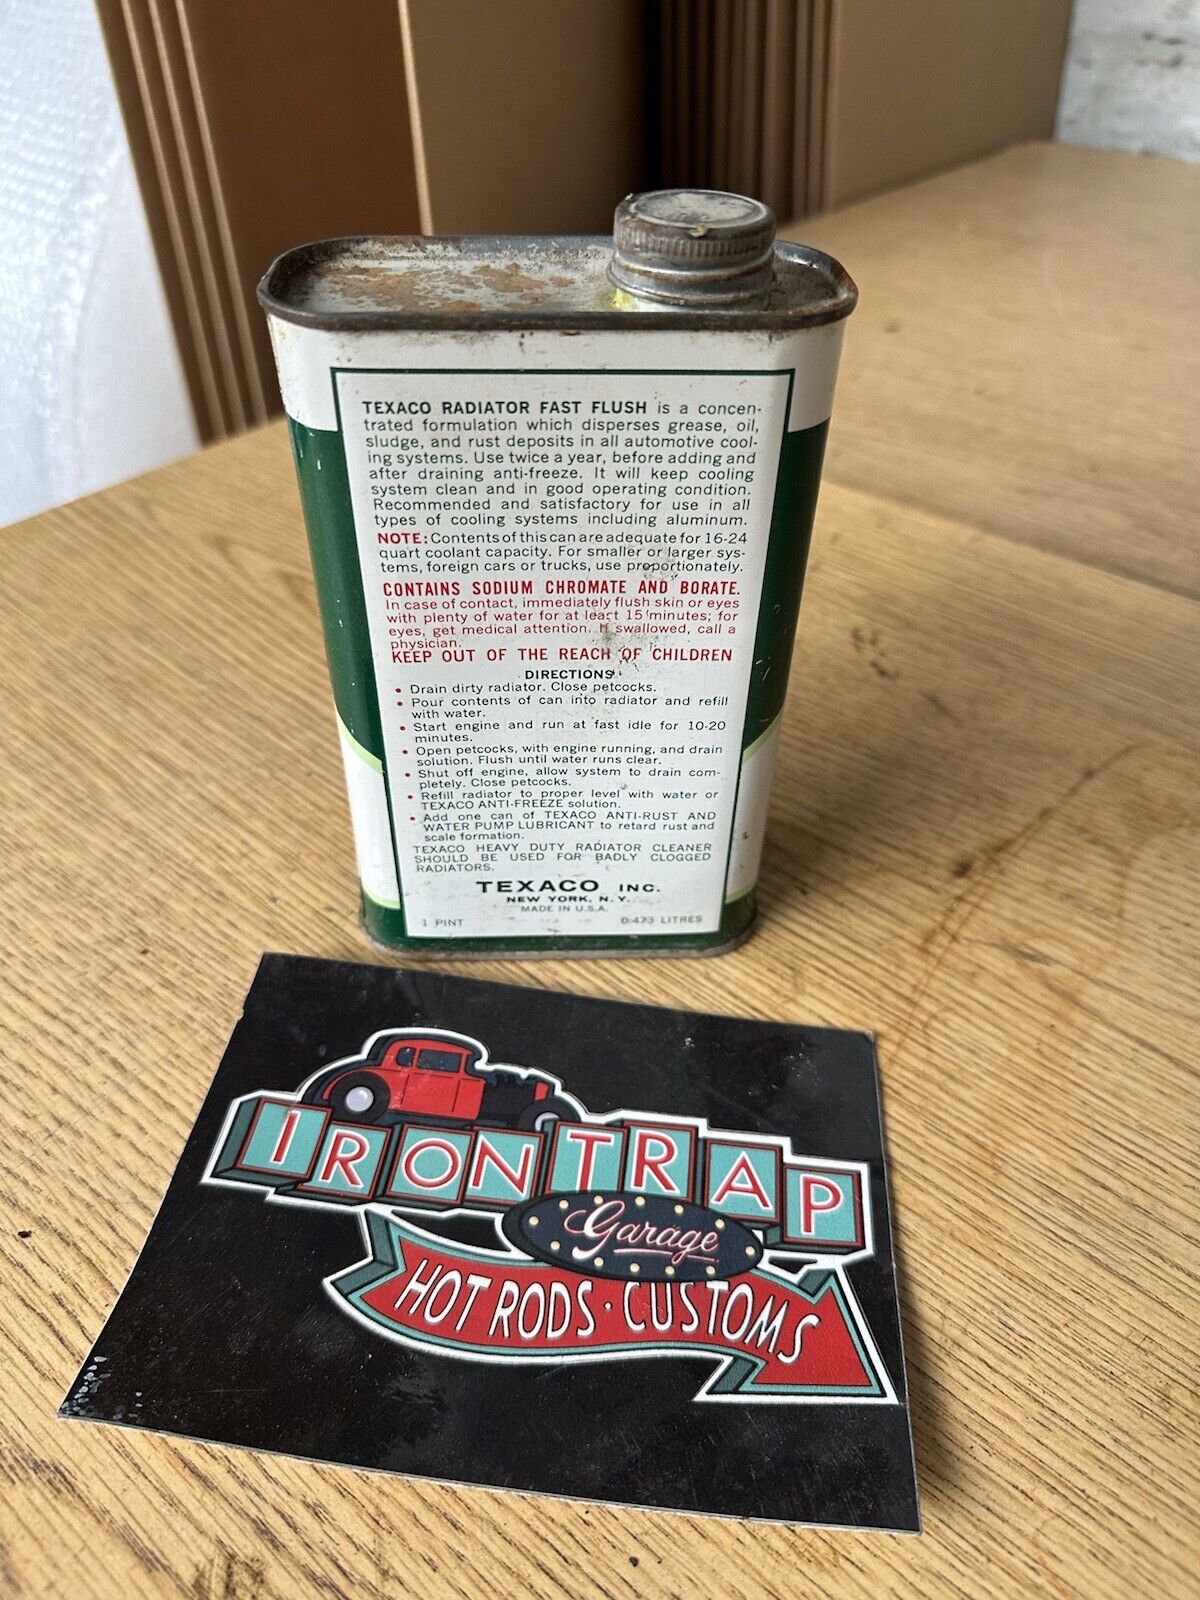 TEXACO RADIATOR FAST FLUSH is a concen-
trated formulation which disperses grease, oil,
sludge, and rust deposits in all automotive cool-
ing systems. Use twice a year, before adding and
after draining anti-freeze. It will keep cooling
system clean and in good operating condition.
Recommended and satisfactory for use in all
types of cooling systems including aluminum.
NOTE: Contents of this can are adequate for 16-24
quart coolant capacity. For smaller or larger sys-
tems, foreign cars or trucks, use proportionately.
CONTAINS SODIUM CHROMATE AND BORATE.
In case of contact, immediately flush skin or eyes
with plenty of water for at least 15 minutes; for
eyes, get medical attention. If swallowed, call a
physician.
KEEP OUT OF THE REACH OF CHILDREN
DIRECTIONS
• Drain dirty radiator. Close petcocks.
• Pour contents of can into radiator and refill
with water.
• Start engine and run at fast idle for 10-20
minutes.
• Open petcocks, with engine running, and drain
solution. Flush until water runs clear.
• Shut off engine, allow system to drain com-
pletely. Close petcocks.
• Refill radiator to proper level with water or
TEXACO ANTI-FREEZE solution.
• Add one can of TEXACO ANTI-RUST AND
WATER PUMP LUBRICANT to retard rust and
scale formation.
TEXACO HEAVY DUTY RADIATOR CLEANER
SHOULD BE USED FOR BADLY CLOGGED
RADIATORS.
TEXACO INC.
NEW YORK, N.Y.
MADE IN U.S.A.
1 PINT 0.473 LITRES
IRONTRAP
Garage
HOT RODS · CUSTOMS